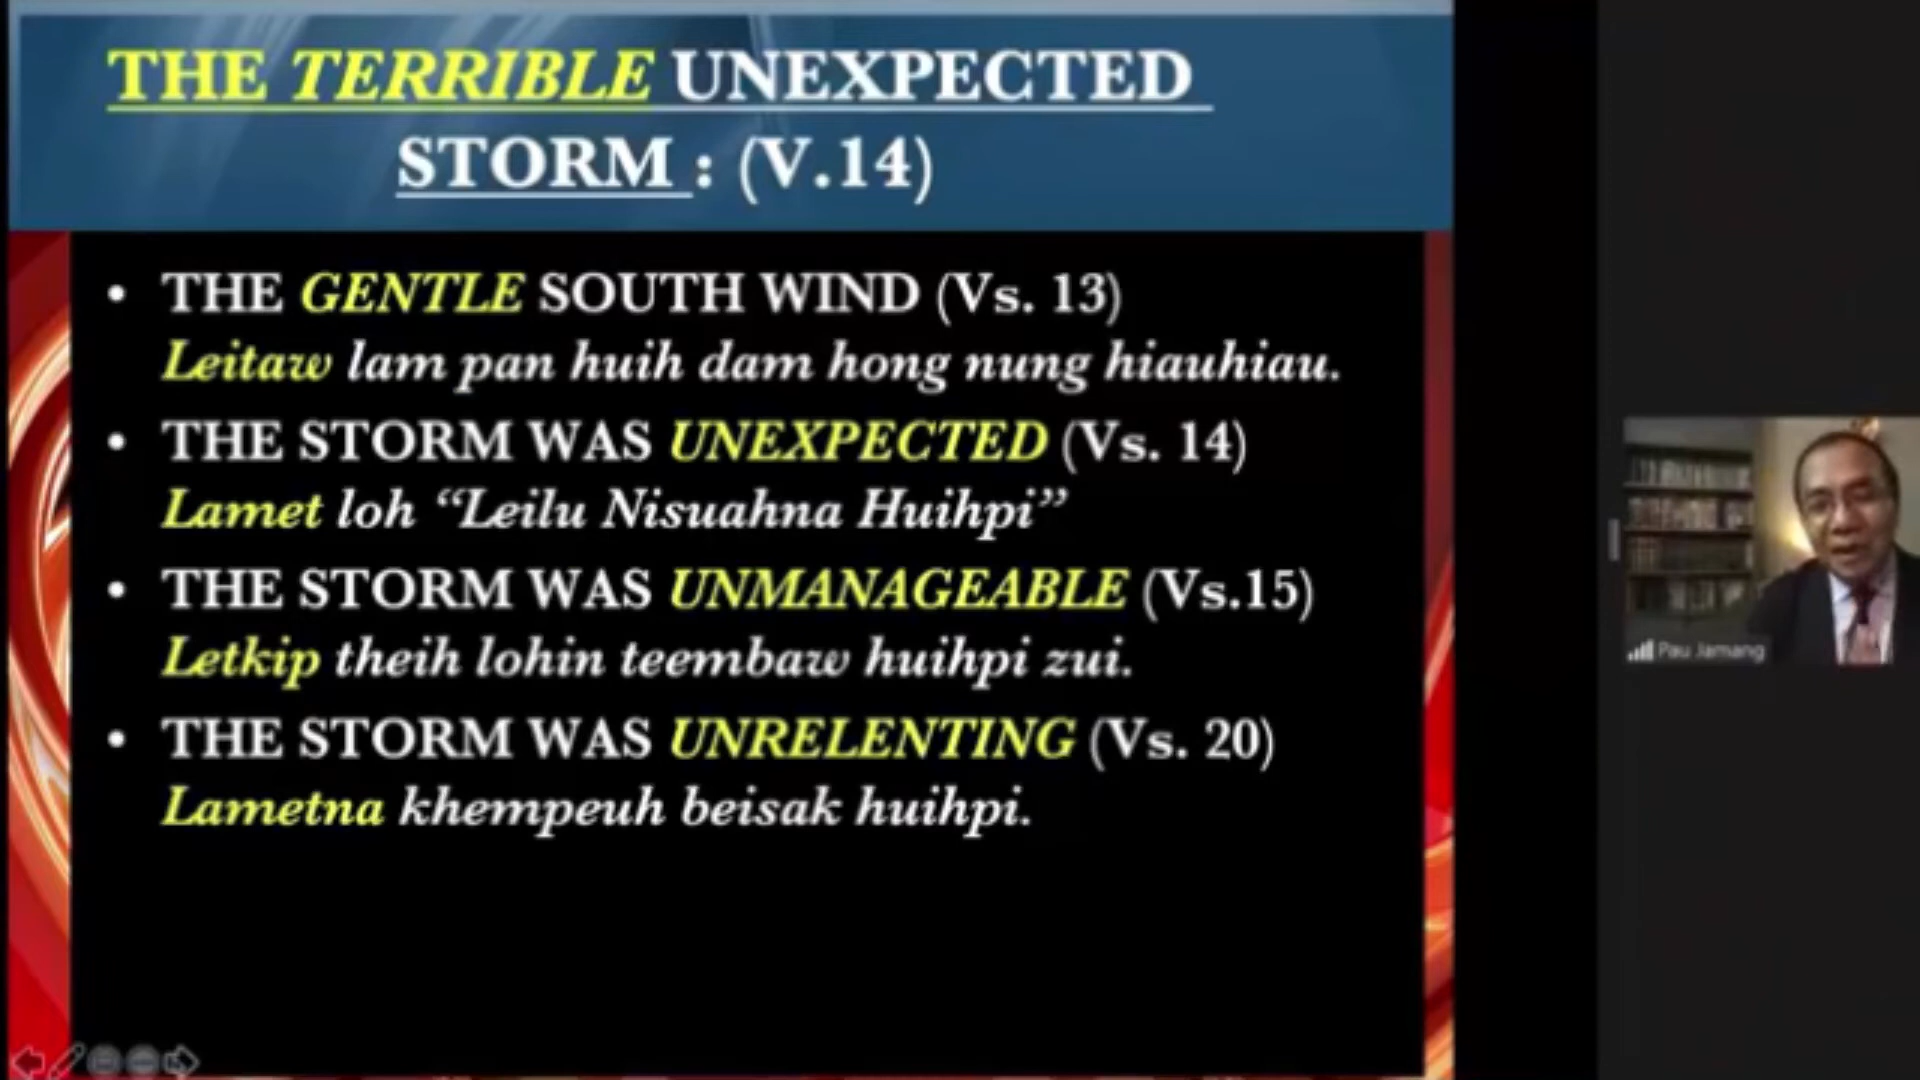 THE TERRIBLE UNEXPECTED
STORM : (V.14)
• THE GENTLE SOUTH WIND (Vs. 13)
Leitaw lam pan huih dam hong nung hiauhiau.
• THE STORM WAS UNEXPECTED (Vs. 14)
Lamet loh “Leilu Nisuahna Huihpi”
• THE STORM WAS UNMANAGEABLE (Vs.15)
Letkip theih lohin teembaw huihpi zui.
• THE STORM WAS UNRELENTING (Vs. 20)
Lametna khempeuh beisak huihpi.
Pau Jamang